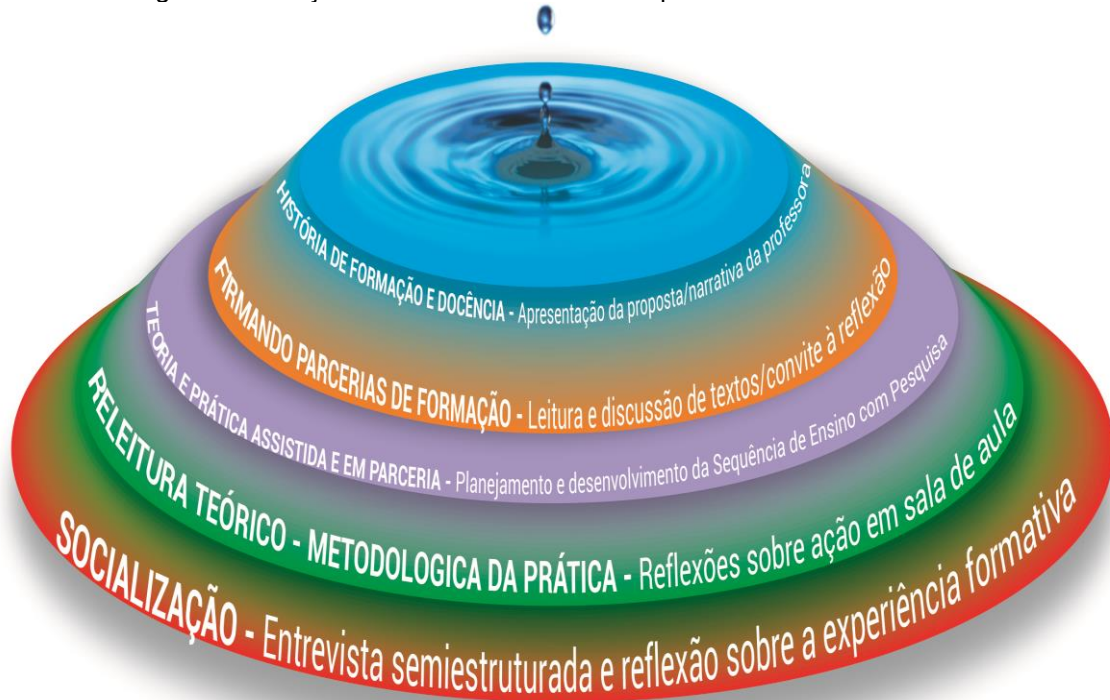 HISTÓRIA DE FORMAÇÃO E DOCÊNCIA - Apresentação da proposta/narrativa da professora
FIRMANDO PARCERIAS DE FORMAÇÃO - Leitura e discussão de textos/convite à reflexão
TEORIA E PRÁTICA ASSISTIDA E EM PARCERIA - Planejamento e desenvolvimento da Sequência de Ensino com Pesquisa
RELEITURA TEÓRICO - METODOLOGICA DA PRÁTICA - Reflexões sobre ação em sala de aula
SOCIALIZAÇÃO - Entrevista semiestruturada e reflexão sobre a experiência formativa